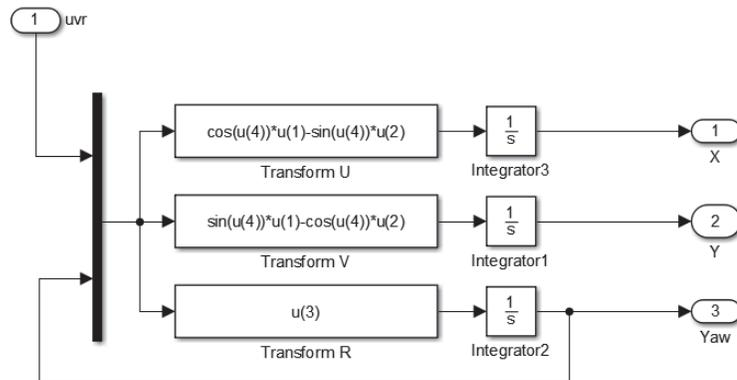 1 uvr
cos(u(4))*u(1)-sin(u(4))*u(2)
Transform U
1
s
Integrator3
1
X
sin(u(4))*u(1)-cos(u(4))*u(2)
Transform V
1
s
Integrator1
2
Y
u(3)
Transform R
1
s
Integrator2
3
Yaw